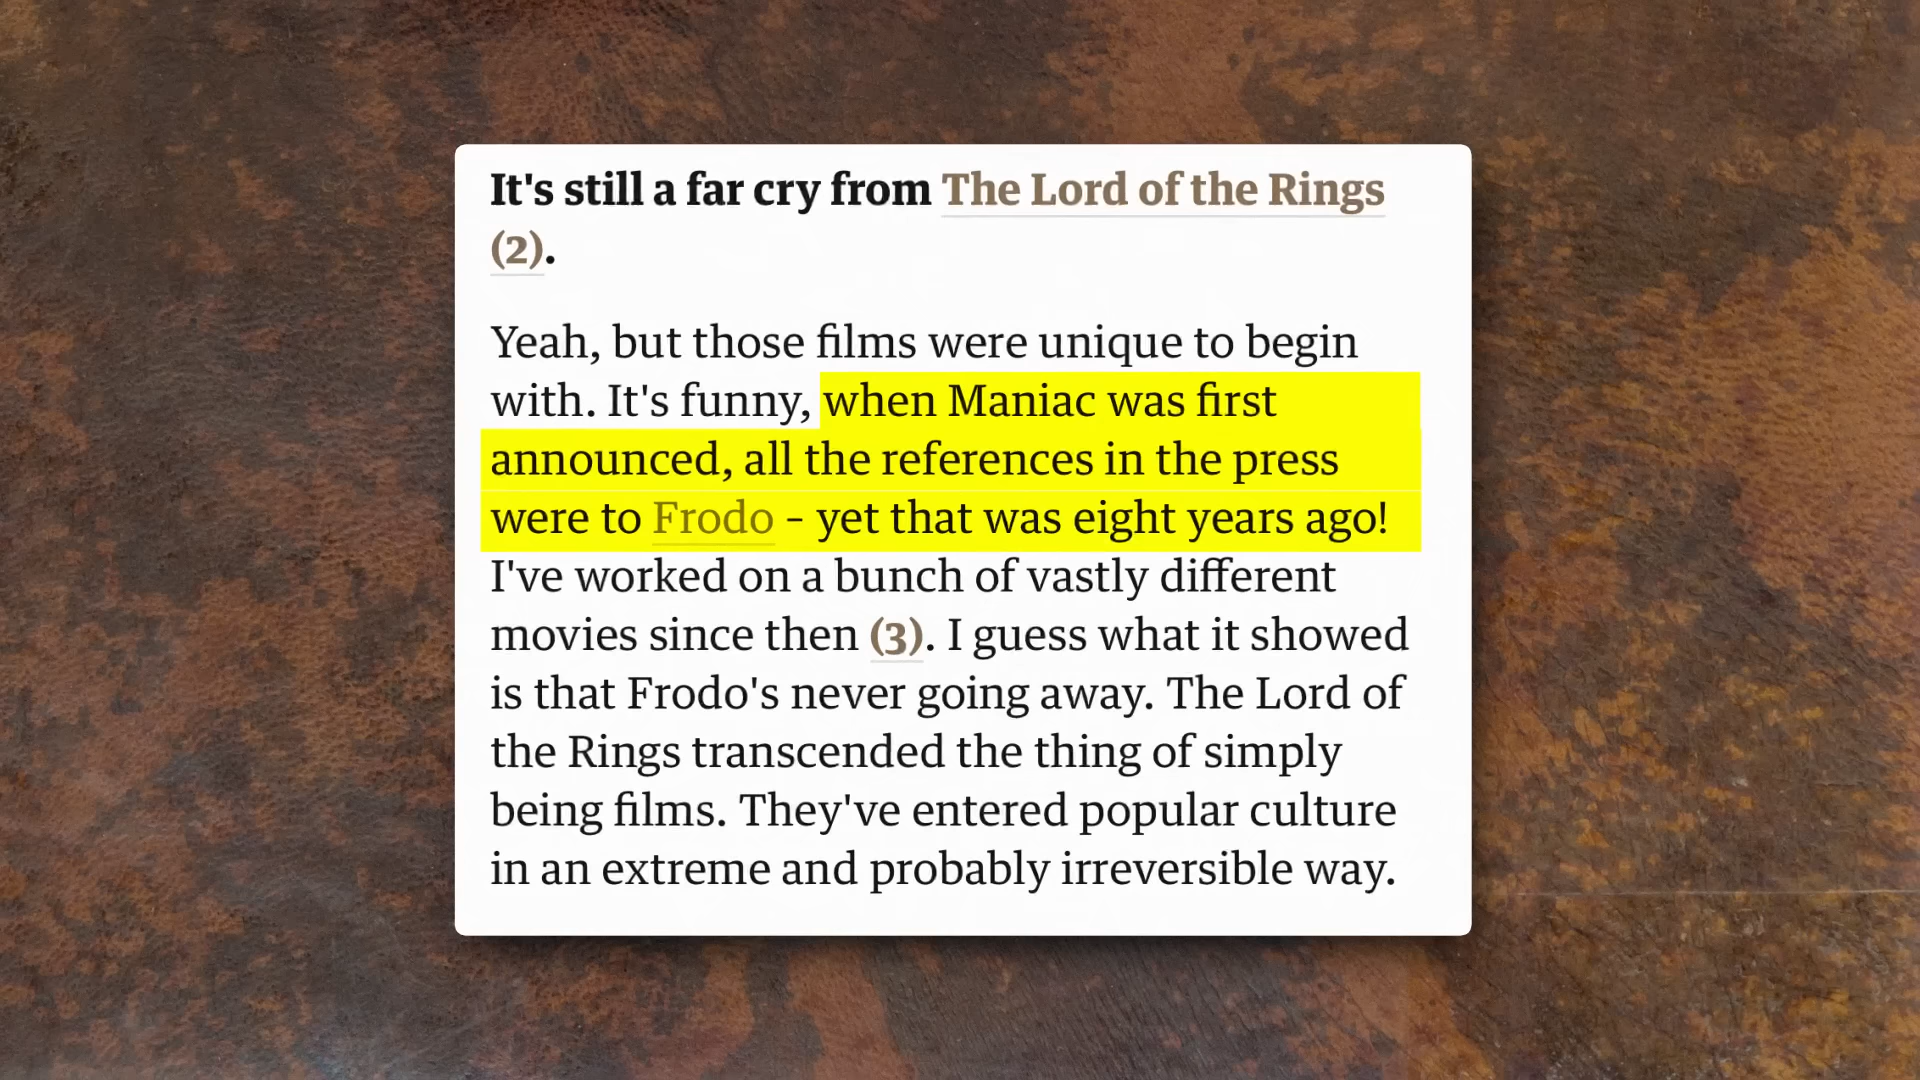 It's still a far cry from The Lord of the Rings
(2).
Yeah, but those films were unique to begin
with. It's funny, when Maniac was first
announced, all the references in the press
were to Frodo – yet that was eight years ago!
I've worked on a bunch of vastly different
movies since then (3). I guess what it showed
is that Frodo's never going away. The Lord of
the Rings transcended the thing of simply
being films. They've entered popular culture
in an extreme and probably irreversible way.